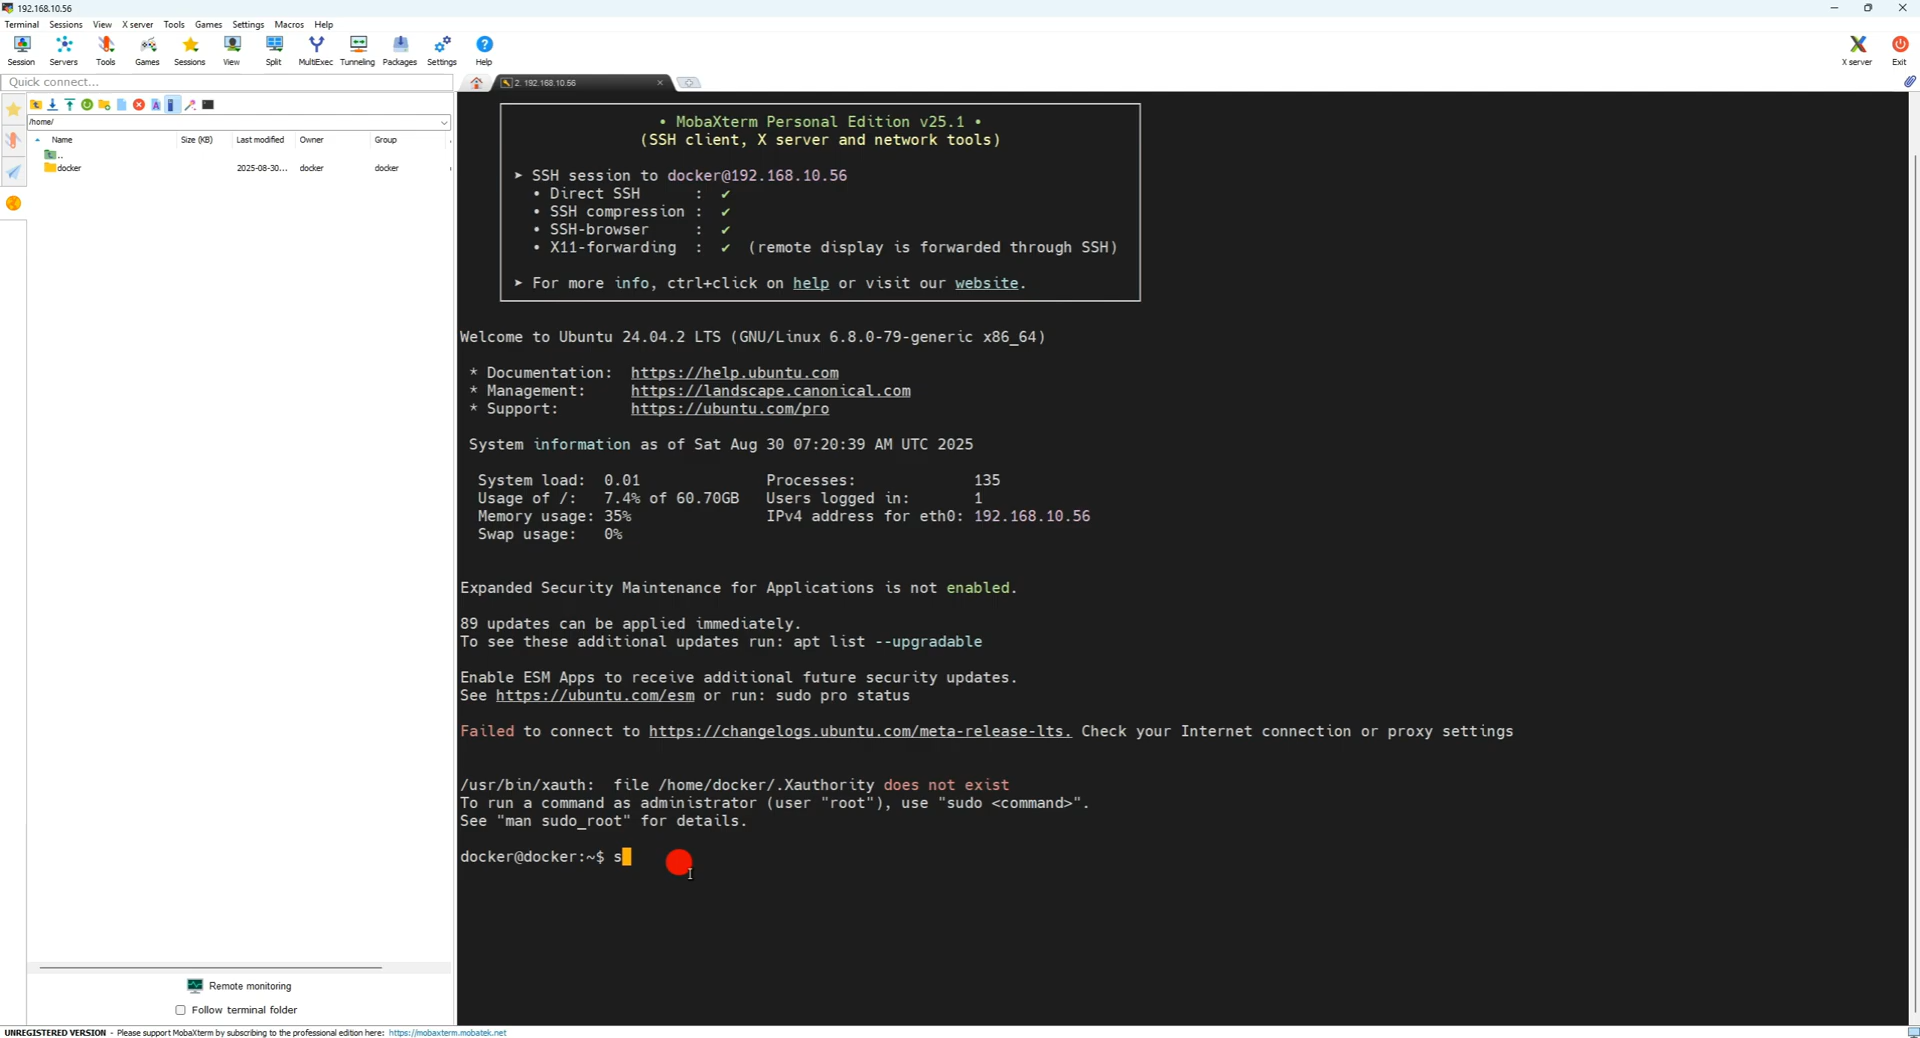 192.168.10.56
Terminal Sessions View X server Tools Games Settings Macros Help
Session Servers Tools Games Sessions View Split MultiExec Tunneling Packages Settings Help X server Exit
Quick connect...
2. 192.168.10.56
/home/
Name Size (KB) Last modified Owner Group
..
docker 2025-08-30... docker docker
• MobaXterm Personal Edition v25.1 •
(SSH client, X server and network tools)
➤ SSH session to docker@192.168.10.56
• Direct SSH : ✔
• SSH compression : ✔
• SSH-browser : ✔
• X11-forwarding : ✔ (remote display is forwarded through SSH)
➤ For more info, ctrl+click on help or visit our website.
Welcome to Ubuntu 24.04.2 LTS (GNU/Linux 6.8.0-79-generic x86_64)
* Documentation: https://help.ubuntu.com
* Management: https://landscape.canonical.com
* Support: https://ubuntu.com/pro
System information as of Sat Aug 30 07:20:39 AM UTC 2025
System load: 0.01 Processes: 135
Usage of /: 7.4% of 60.70GB Users logged in: 1
Memory usage: 35% IPv4 address for eth0: 192.168.10.56
Swap usage: 0%
Expanded Security Maintenance for Applications is not enabled.
89 updates can be applied immediately.
To see these additional updates run: apt list --upgradable
Enable ESM Apps to receive additional future security updates.
See https://ubuntu.com/esm or run: sudo pro status
Failed to connect to https://changelogs.ubuntu.com/meta-release-lts. Check your Internet connection or proxy settings
/usr/bin/xauth: file /home/docker/.Xauthority does not exist
To run a command as administrator (user "root"), use "sudo <command>".
See "man sudo_root" for details.
docker@docker:~$ s
Remote monitoring
Follow terminal folder
UNREGISTERED VERSION - Please support MobaXterm by subscribing to the professional edition here: https://mobaxterm.mobatek.net